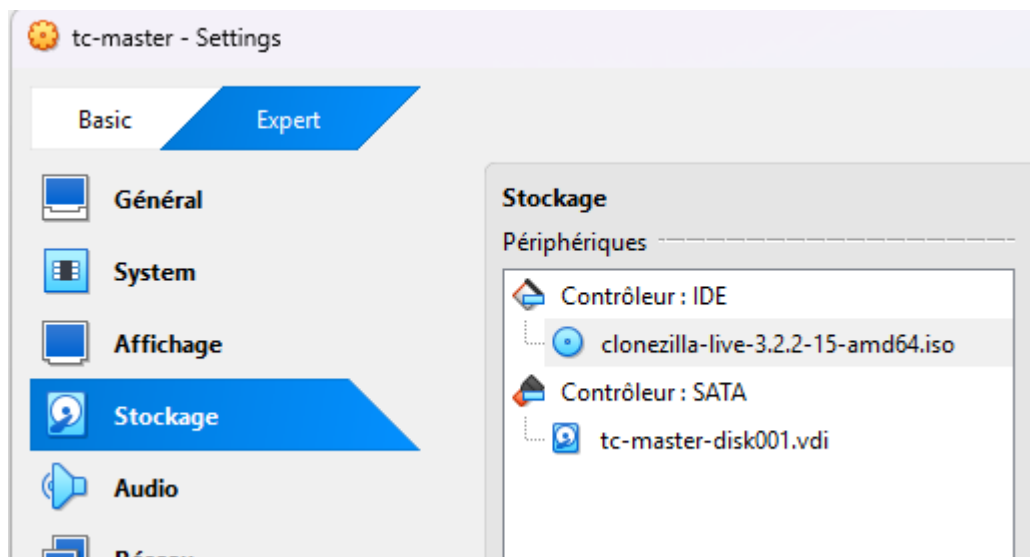 tc-master - Settings
Basic
Expert
Général
System
Affichage
Stockage
Audio
Réseau
Stockage
Périphériques
Contrôleur : IDE
clonezilla-live-3.2.2-15-amd64.iso
Contrôleur : SATA
tc-master-disk001.vdi